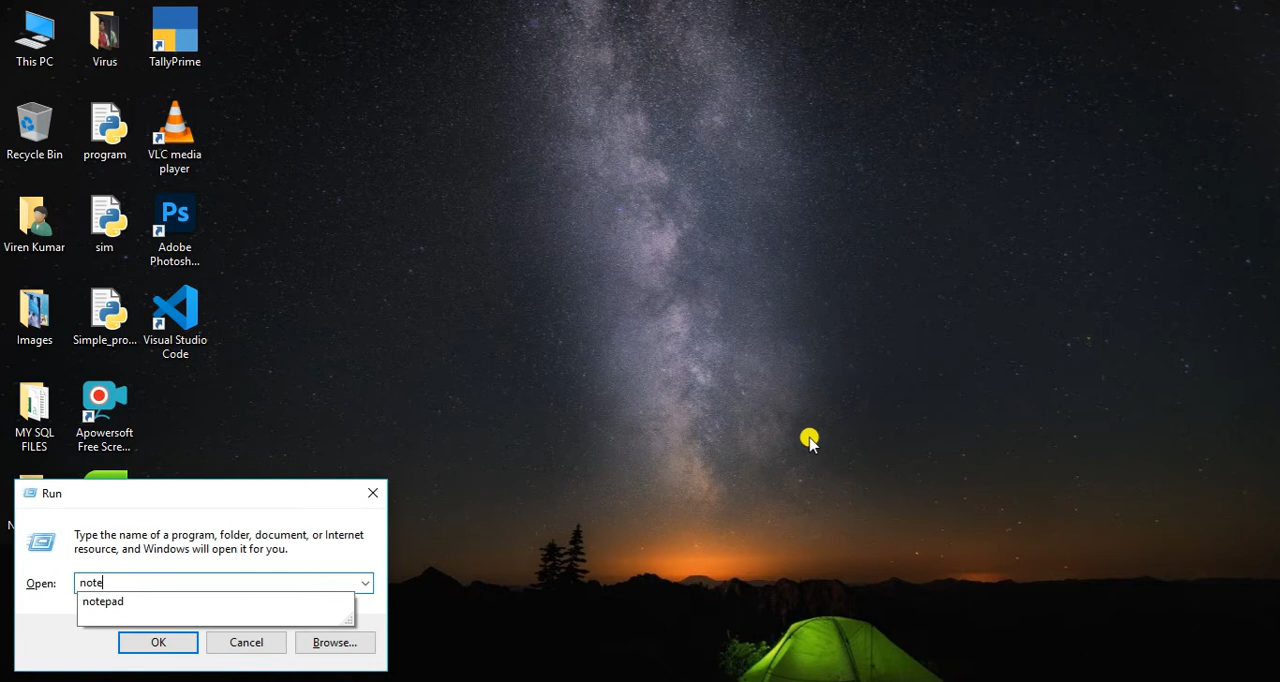 This PC
Virus
TallyPrime
Recycle Bin
program
VLC media
player
Viren Kumar
sim
Ps
Adobe
Photosh...
Images
Simple_pro...
Visual Studio
Code
MY SQL
FILES
Apowersoft
Free Scre...
N
Run
Type the name of a program, folder, document, or Internet
resource, and Windows will open it for you.
Open:
note
notepad
OK
Cancel
Browse...